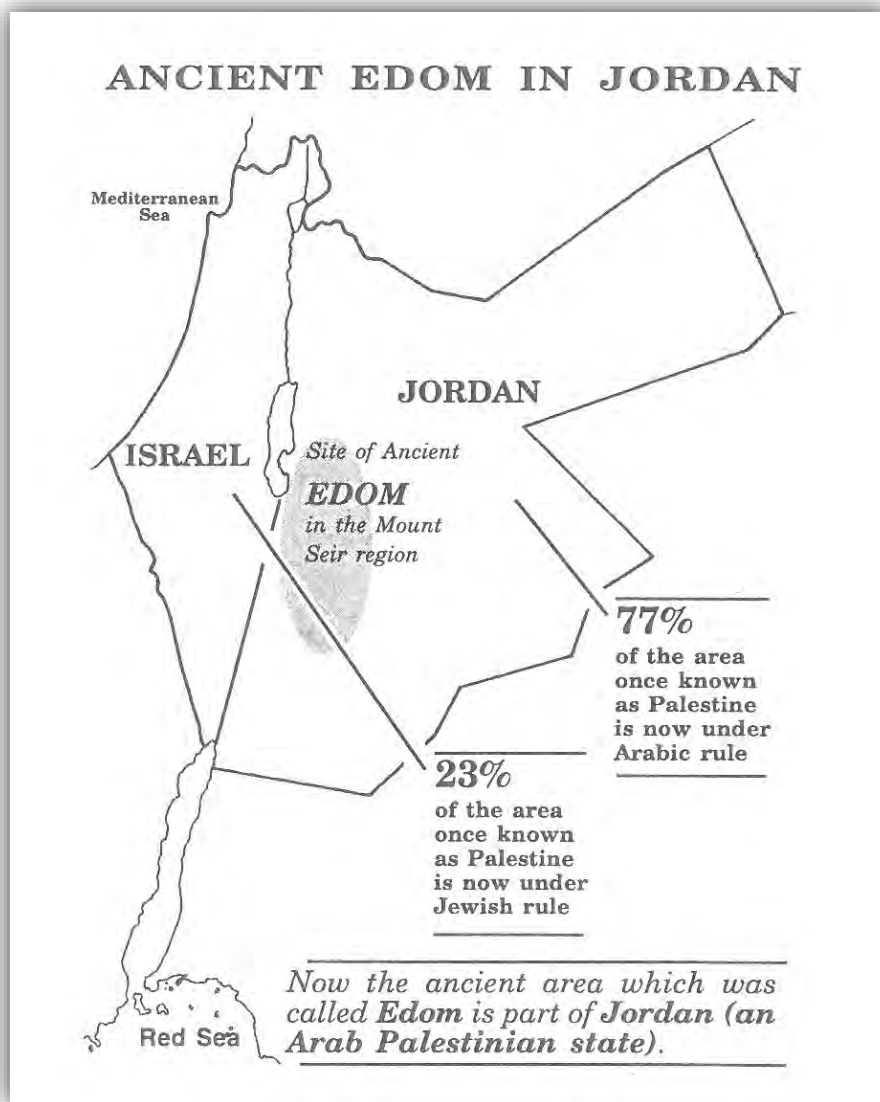 ANCIENT EDOM IN JORDAN
Mediterranean
Sea
JORDAN
ISRAEL
Site of Ancient
EDOM
in the Mount
Seir region
77%
of the area
once known
as Palestine
is now under
Arabic rule
23%
of the area
once known
as Palestine
is now under
Jewish rule
Now the ancient area which was
called Edom is part of Jordan (an
Arab Palestinian state).
Red Sea